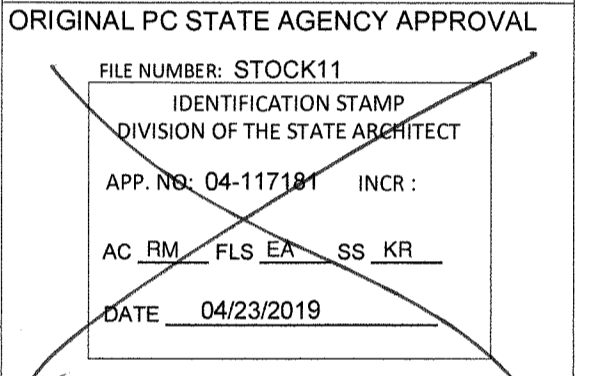 ORIGINAL PC STATE AGENCY APPROVAL
FILE NUMBER: STOCK11
IDENTIFICATION STAMP
DIVISION OF THE STATE ARCHITECT
APP. NO: 04-117181 INCR :
AC RM FLS EA SS KR
DATE 04/23/2019